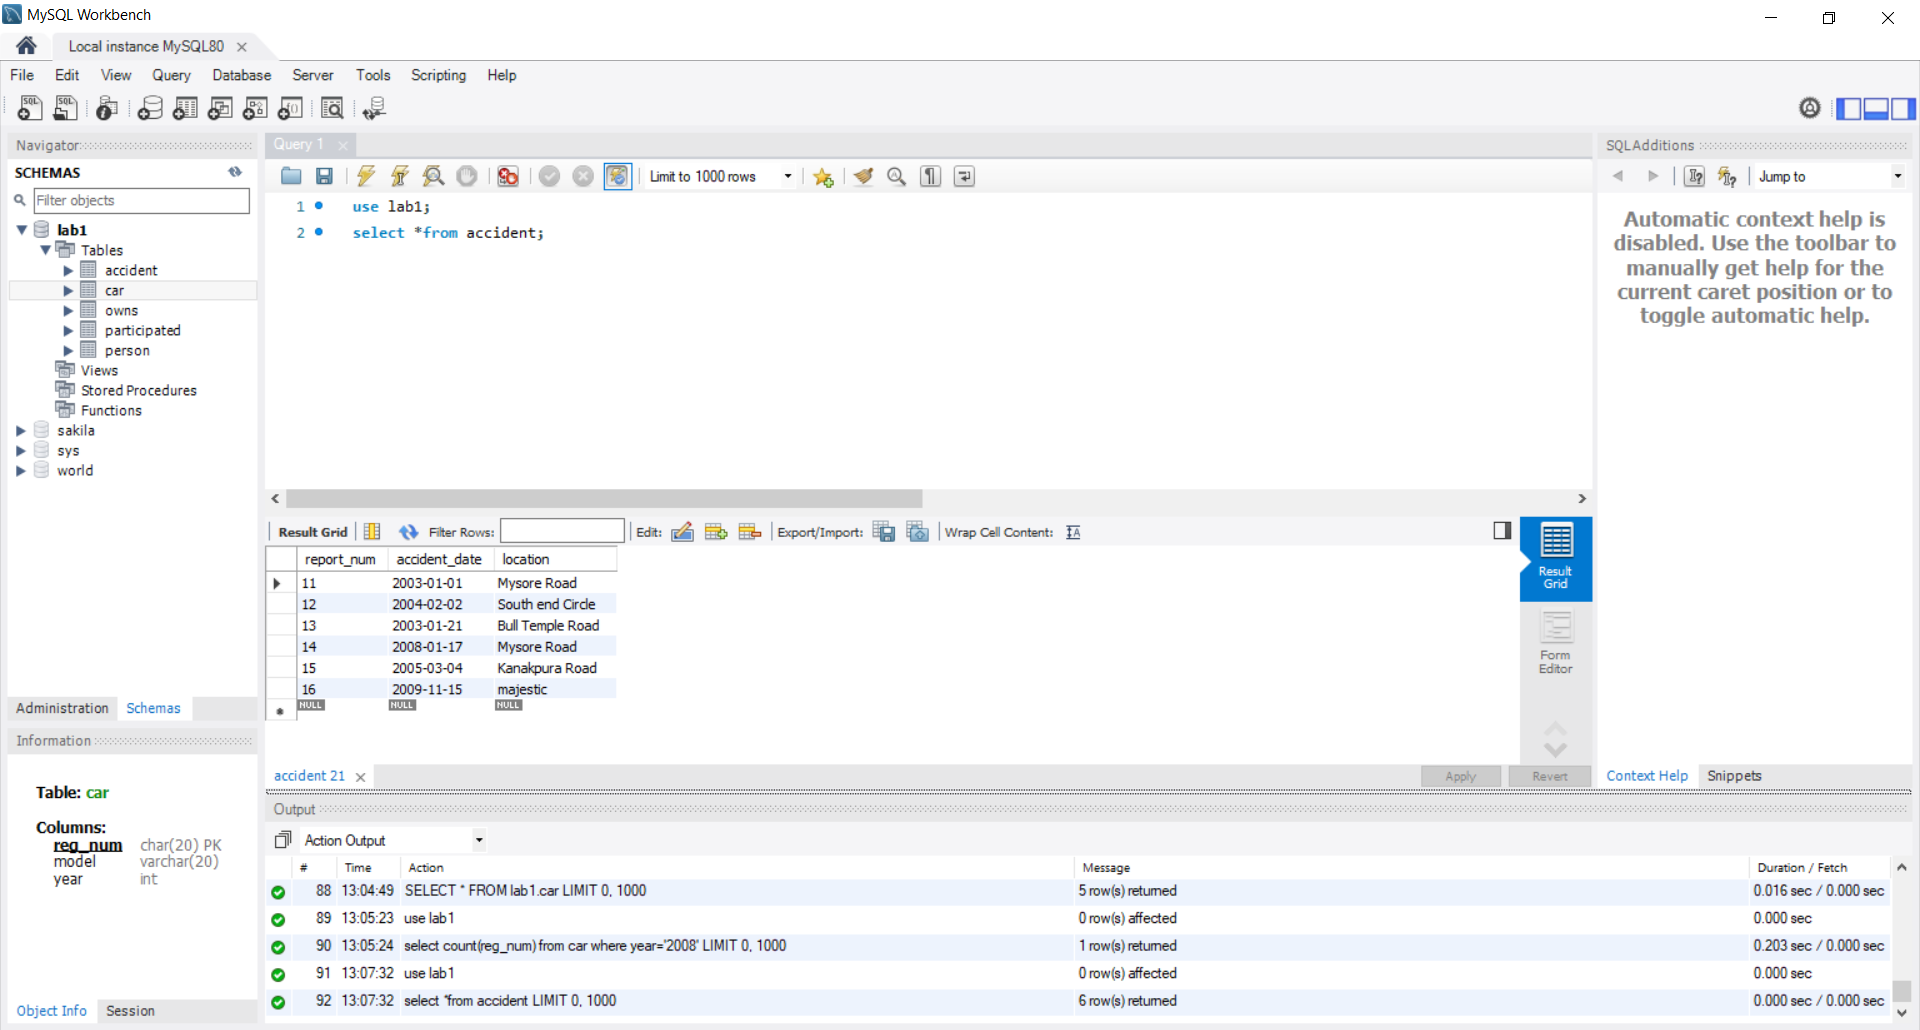 MySQL Workbench
Local instance MySQL80
File Edit View Query Database Server Tools Scripting Help
Navigator
SCHEMAS
Filter objects
lab1
Tables
accident
car
owns
participated
person
Views
Stored Procedures
Functions
sakila
sys
world
Administration Schemas
Information
Table: car
Columns:
reg_num char(20) PK
model varchar(20)
year int
Object Info Session
Query 1
Limit to 1000 rows
1 use lab1;
2 select *from accident;
Result Grid Filter Rows: Edit: Export/Import: Wrap Cell Content:
report_num accident_date location
11 2003-01-01 Mysore Road
12 2004-02-02 South end Circle
13 2003-01-21 Bull Temple Road
14 2008-01-17 Mysore Road
15 2005-03-04 Kanakpura Road
16 2009-11-15 majestic
NULL NULL NULL
Result
Grid
Form
Editor
accident 21
Apply Revert
SQLAdditions
Jump to
Automatic context help is
disabled. Use the toolbar to
manually get help for the
current caret position or to
toggle automatic help.
Context Help Snippets
Output
Action Output
# Time Action Message Duration / Fetch
88 13:04:49 SELECT * FROM lab1.car LIMIT 0, 1000 5 row(s) returned 0.016 sec / 0.000 sec
89 13:05:23 use lab1 0 row(s) affected 0.000 sec
90 13:05:24 select count(reg_num) from car where year='2008' LIMIT 0, 1000 1 row(s) returned 0.203 sec / 0.000 sec
91 13:07:32 use lab1 0 row(s) affected 0.000 sec
92 13:07:32 select *from accident LIMIT 0, 1000 6 row(s) returned 0.000 sec / 0.000 sec